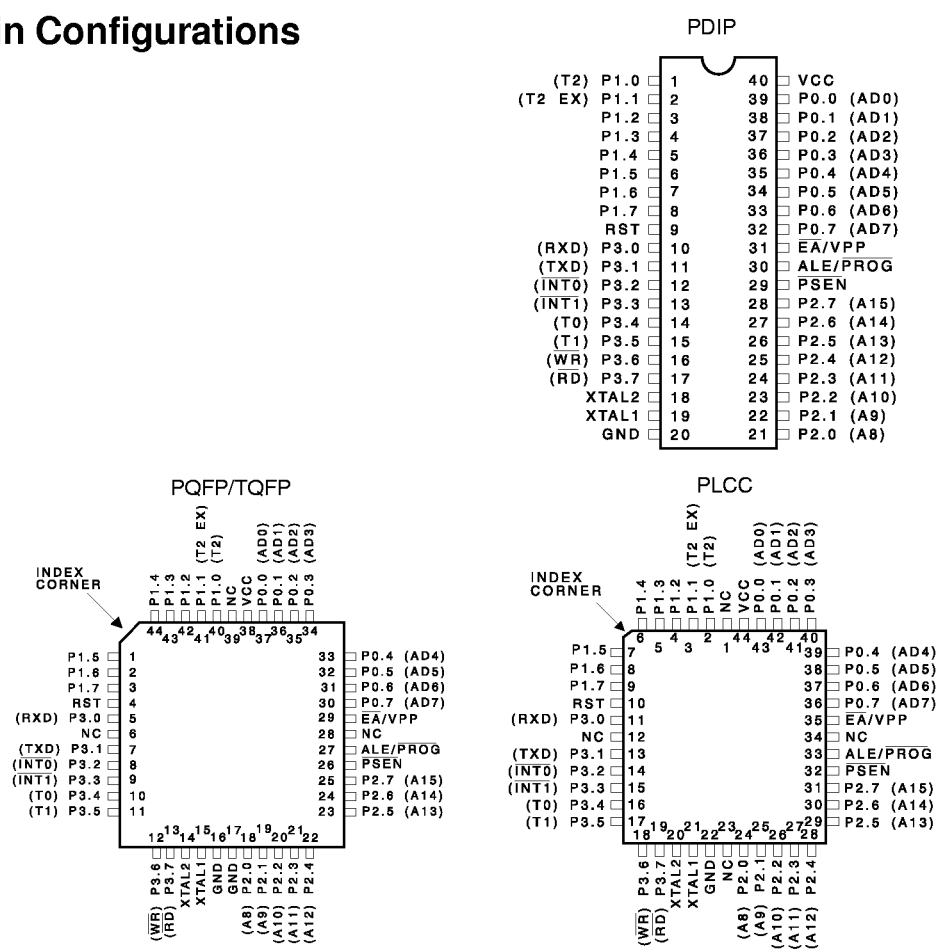 in Configurations
PDIP
(T2) P1.0 1 40 VCC
(T2 EX) P1.1 2 39 P0.0 (AD0)
P1.2 3 38 P0.1 (AD1)
P1.3 4 37 P0.2 (AD2)
P1.4 5 36 P0.3 (AD3)
P1.5 6 35 P0.4 (AD4)
P1.6 7 34 P0.5 (AD5)
P1.7 8 33 P0.6 (AD6)
RST 9 32 P0.7 (AD7)
(RXD) P3.0 10 31 EA/VPP
(TXD) P3.1 11 30 ALE/PROG
(INT0) P3.2 12 29 PSEN
(INT1) P3.3 13 28 P2.7 (A15)
(T0) P3.4 14 27 P2.6 (A14)
(T1) P3.5 15 26 P2.5 (A13)
(WR) P3.6 16 25 P2.4 (A12)
(RD) P3.7 17 24 P2.3 (A11)
XTAL2 18 23 P2.2 (A10)
XTAL1 19 22 P2.1 (A9)
GND 20 21 P2.0 (A8)
PQFP/TQFP
INDEX
CORNER
P1.4
P1.3
P1.2
P1.1 (T2 EX)
P1.0 (T2)
NC
VCC
P0.0 (AD0)
P0.1 (AD1)
P0.2 (AD2)
P0.3 (AD3)
44 43 42 41 40 39 38 37 36 35 34
P1.5 1 33 P0.4 (AD4)
P1.6 2 32 P0.5 (AD5)
P1.7 3 31 P0.6 (AD6)
RST 4 30 P0.7 (AD7)
(RXD) P3.0 5 29 EA/VPP
NC 6 28 NC
(TXD) P3.1 7 27 ALE/PROG
(INT0) P3.2 8 26 PSEN
(INT1) P3.3 9 25 P2.7 (A15)
(T0) P3.4 10 24 P2.6 (A14)
(T1) P3.5 11 23 P2.5 (A13)
12 13 14 15 16 17 18 19 20 21 22
(WR) P3.6
(RD) P3.7
XTAL2
XTAL1
GND
GND
(A8) P2.0
(A9) P2.1
(A10) P2.2
(A11) P2.3
(A12) P2.4
PLCC
INDEX
CORNER
P1.4
P1.3
P1.2
P1.1 (T2 EX)
P1.0 (T2)
NC
VCC
P0.0 (AD0)
P0.1 (AD1)
P0.2 (AD2)
P0.3 (AD3)
6 5 4 3 2 1 44 43 42 41 40
P1.5 7 39 P0.4 (AD4)
P1.6 8 38 P0.5 (AD5)
P1.7 9 37 P0.6 (AD6)
RST 10 36 P0.7 (AD7)
(RXD) P3.0 11 35 EA/VPP
NC 12 34 NC
(TXD) P3.1 13 33 ALE/PROG
(INT0) P3.2 14 32 PSEN
(INT1) P3.3 15 31 P2.7 (A15)
(T0) P3.4 16 30 P2.6 (A14)
(T1) P3.5 17 29 P2.5 (A13)
18 19 20 21 22 23 24 25 26 27 28
(WR) P3.6
(RD) P3.7
XTAL2
XTAL1
GND
NC
(A8) P2.0
(A9) P2.1
(A10) P2.2
(A11) P2.3
(A12) P2.4